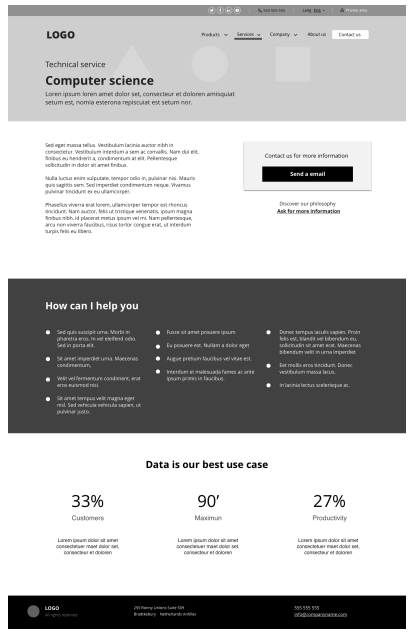 555 555 555 Lang Eng Private area
LOGO Products Services Company About us Contact us
Technical service
Computer science
Loren ipsum loren amet dolor set, consecteur et doloren amisquiat
setum est, nomia esterona repiscuiat est setum nor.
Sed eget massa tellus. Vestibulum lacinia auctor nibh in
consectetur. Vestibulum interdum a sem ac convallis. Nam dui elit,
finibus eu hendrerit a, condimentum at elit. Pellentesque
sollicitudin in dolor sit amet finibus.
Nulla luctus enim vulputate, tempor odio in, pulvinar nisi. Mauris
quis sagittis sem. Sed imperdiet condimentum neque. Vivamus
pulvinar tincidunt ex eu ullamcorper.
Phasellus viverra erat lorem, ullamcorper tempor est rhoncus
tincidunt. Nam auctor, felis ut tristique venenatis, ipsum magna
finibus nibh, id placerat metus ipsum vel mi. Nam pellentesque,
arcu non viverra faucibus, risus tortor congue erat, ut interdum
turpis felis eu libero.
Contact us for more information
Send a email
Discover our philosophy
Ask for more information
How can I help you
Sed quis suscipit urna. Morbi in
pharetra eros. In vel eleifend odio.
Sed in porta elit.
Sit amet imperdiet urna. Maecenas
condimentum,
Velit vel fermentum condiment, erat
eros euismod nisi.
Sit amet tempus velit magna eget
nisl. Sed vehicula vehicula sapien, ut
pulvinar justo.
Fusce sit amet posuere ipsum
Eu posuere est. Nullam a dolor eget
Augue pretium faucibus vel vitae est.
Interdum et malesuada fames ac ante
ipsum primis in faucibus.
Donec tempus iaculis sapien. Proin
felis est, blandit vel bibendum eu,
sollicitudin sit amet erat. Maecenas
bibendum velit in urna imperdiet
Est mollis eros tincidunt. Donec
vestibulum massa lacus.
In lacinia lectus scelerisque ac.
Data is our best use case
33% 90’ 27%
Customers Maximun Productivity
Lorem ipsum dolor sit amet
consectetuer maet dolor set,
consecteur et doloren
Lorem ipsum dolor sit amet
consectetuer maet dolor set,
consecteur et doloren
Lorem ipsum dolor sit amet
consectetuer maet dolor set,
consecteur et doloren
LOGO
All rights reserved
255 Ronny Unions Suite 509
Brodtkebury Netherlands Antilles
555 555 555
info@companyname.com